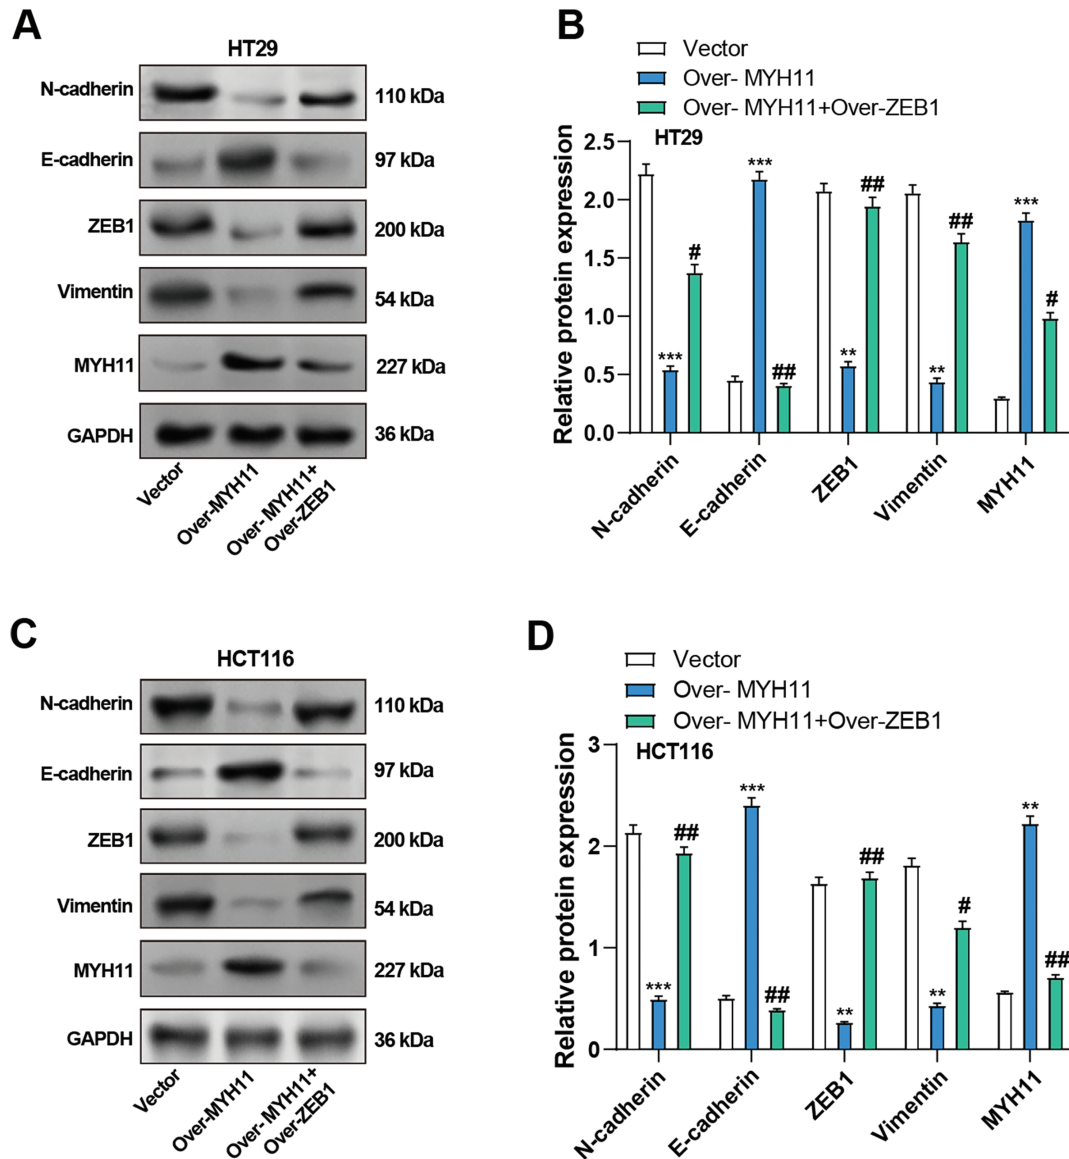 A
HT29
N-cadherin
110 kDa
E-cadherin
97 kDa
ZEB1
200 kDa
Vimentin
54 kDa
MYH11
227 kDa
GAPDH
36 kDa
Vector
Over-MYH11
Over- MYH11+
Over-ZEB1
B
Vector
Over- MYH11
Over- MYH11+Over-ZEB1
HT29
Relative protein expression
2.5
2.0
1.5
1.0
0.5
0.0
***
#
***
##
**
##
**
##
***
#
N-cadherin
E-cadherin
ZEB1
Vimentin
MYH11
C
HCT116
N-cadherin
110 kDa
E-cadherin
97 kDa
ZEB1
200 kDa
Vimentin
54 kDa
MYH11
227 kDa
GAPDH
36 kDa
Vector
Over-MYH11
Over- MYH11+
Over-ZEB1
D
Vector
Over- MYH11
Over- MYH11+Over-ZEB1
HCT116
Relative protein expression
3
2
1
0
***
##
***
##
**
##
**
#
**
##
N-cadherin
E-cadherin
ZEB1
Vimentin
MYH11